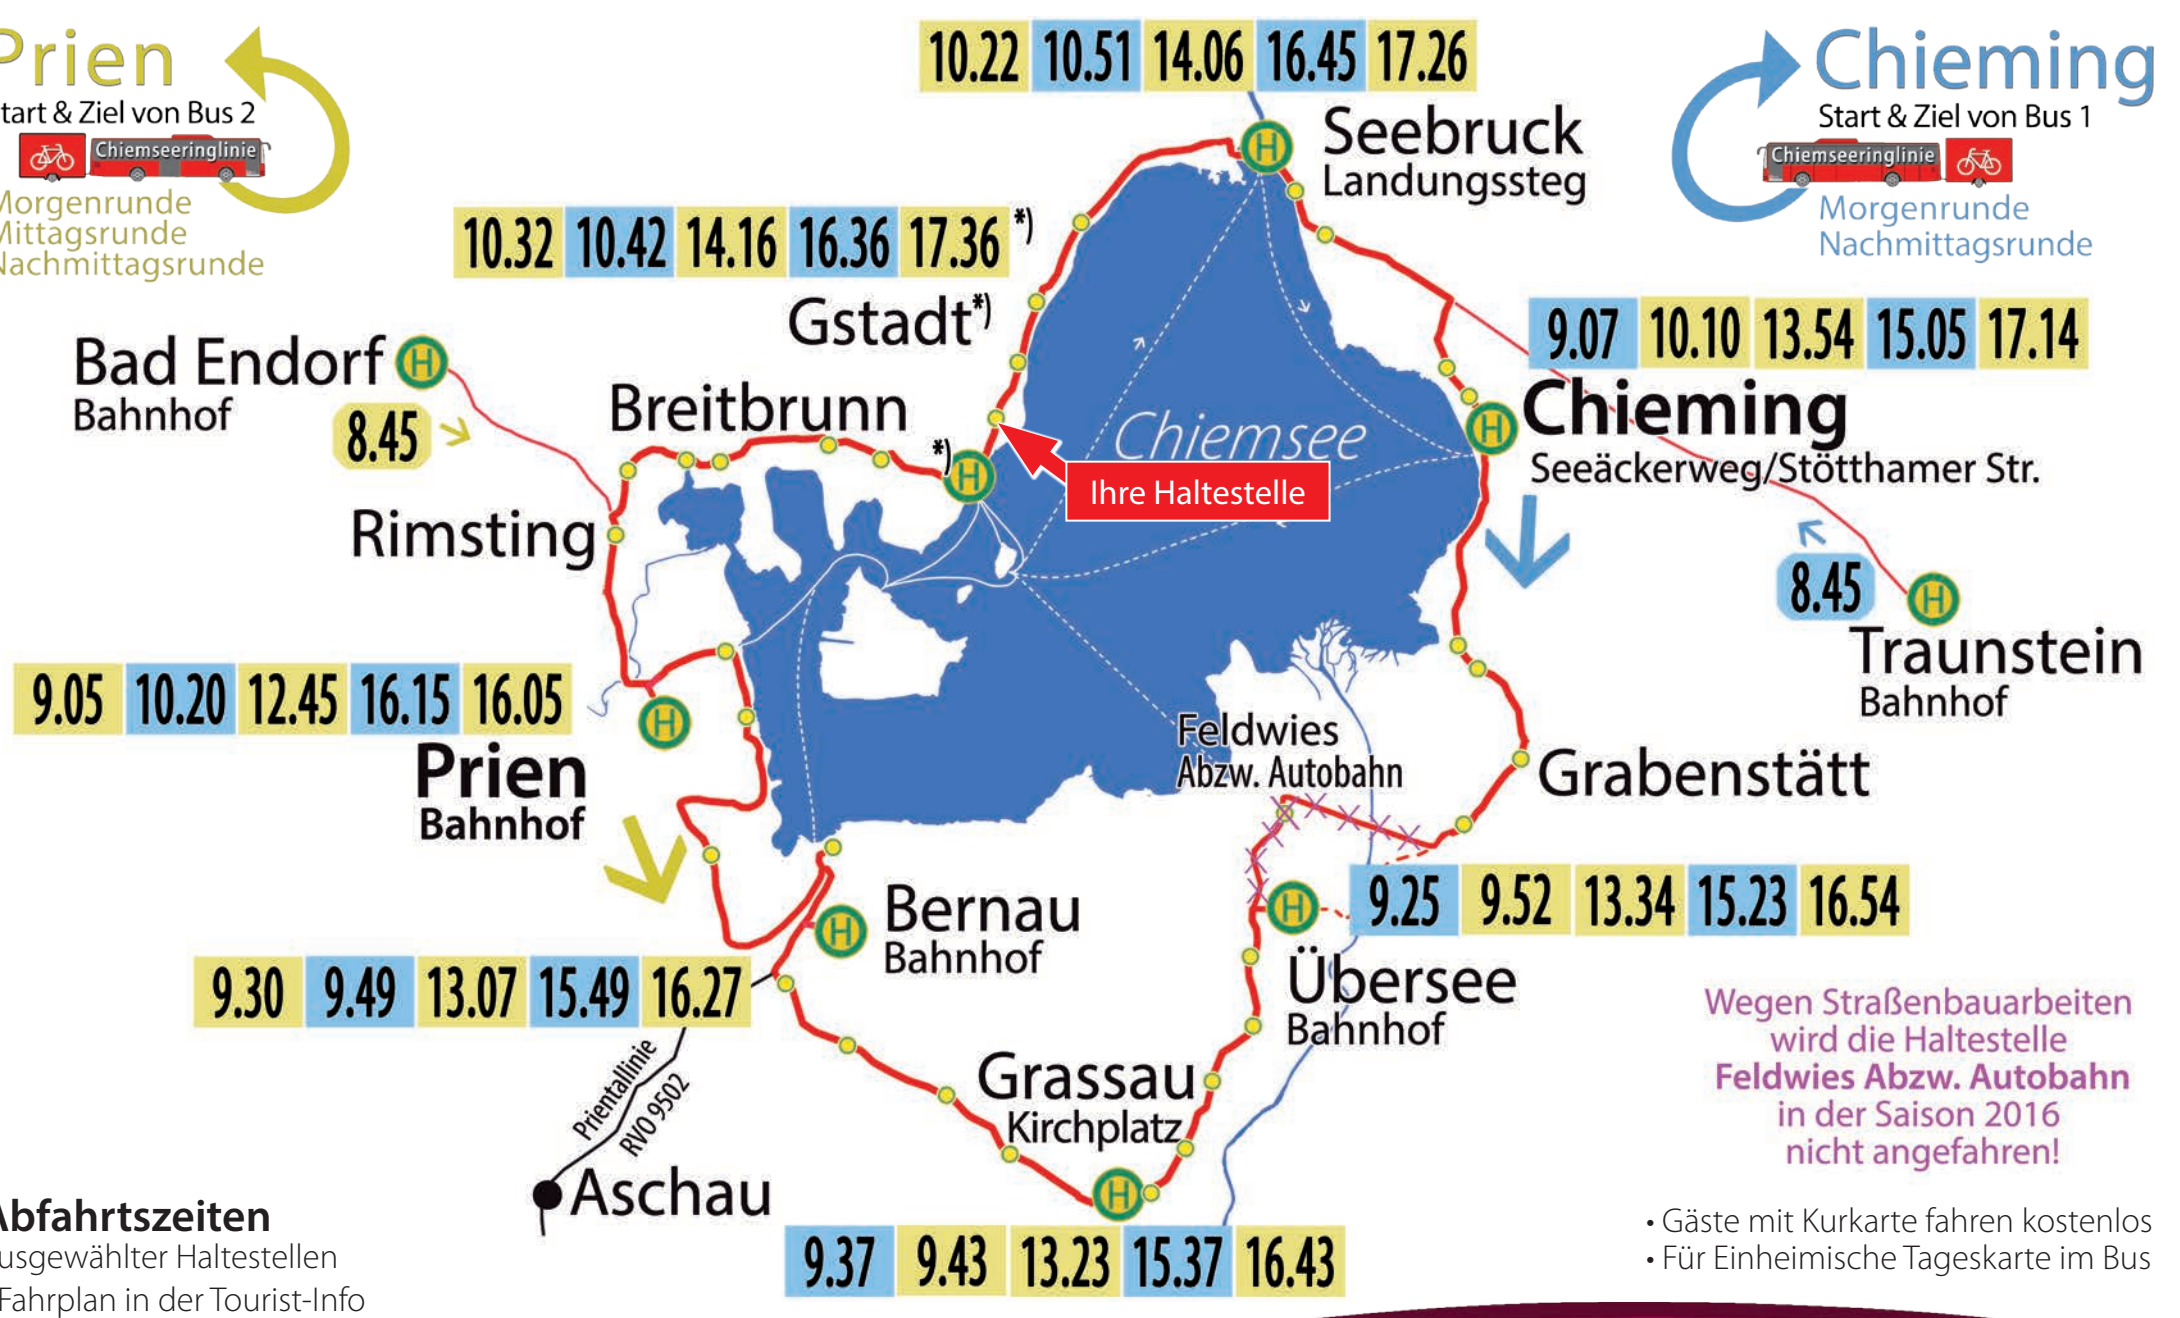 Prien
Start & Ziel von Bus 2
Chiemseeringlinie
Morgenrunde
Mittagsrunde
Nachmittagsrunde
10.22 10.51 14.06 16.45 17.26
Seebruck
Landungssteg
Chieming
Start & Ziel von Bus 1
Chiemseeringlinie
Morgenrunde
Nachmittagsrunde
10.32 10.42 14.16 16.36 17.36 *)
Gstadt*)
9.07 10.10 13.54 15.05 17.14
Chieming
Seeäckerweg/Stötthamer Str.
Bad Endorf H
Bahnhof
8.45
Breitbrunn
*)
H
H
H
Chiemsee
Ihre Haltestelle
Rimsting
8.45
H
Traunstein
Bahnhof
9.05 10.20 12.45 16.15 16.05
H
Prien
Bahnhof
Feldwies
Abzw. Autobahn
Grabenstätt
9.25 9.52 13.34 15.23 16.54
H
Übersee
Bahnhof
H
Bernau
Bahnhof
9.30 9.49 13.07 15.49 16.27
Prientallinie
RVO 9502
Aschau
Grassau
Kirchplatz
H
9.37 9.43 13.23 15.37 16.43
Wegen Straßenbauarbeiten
wird die Haltestelle
Feldwies Abzw. Autobahn
in der Saison 2016
nicht angefahren!
Abfahrtszeiten
ausgewählter Haltestellen
Fahrplan in der Tourist-Info
• Gäste mit Kurkarte fahren kostenlos
• Für Einheimische Tageskarte im Bus